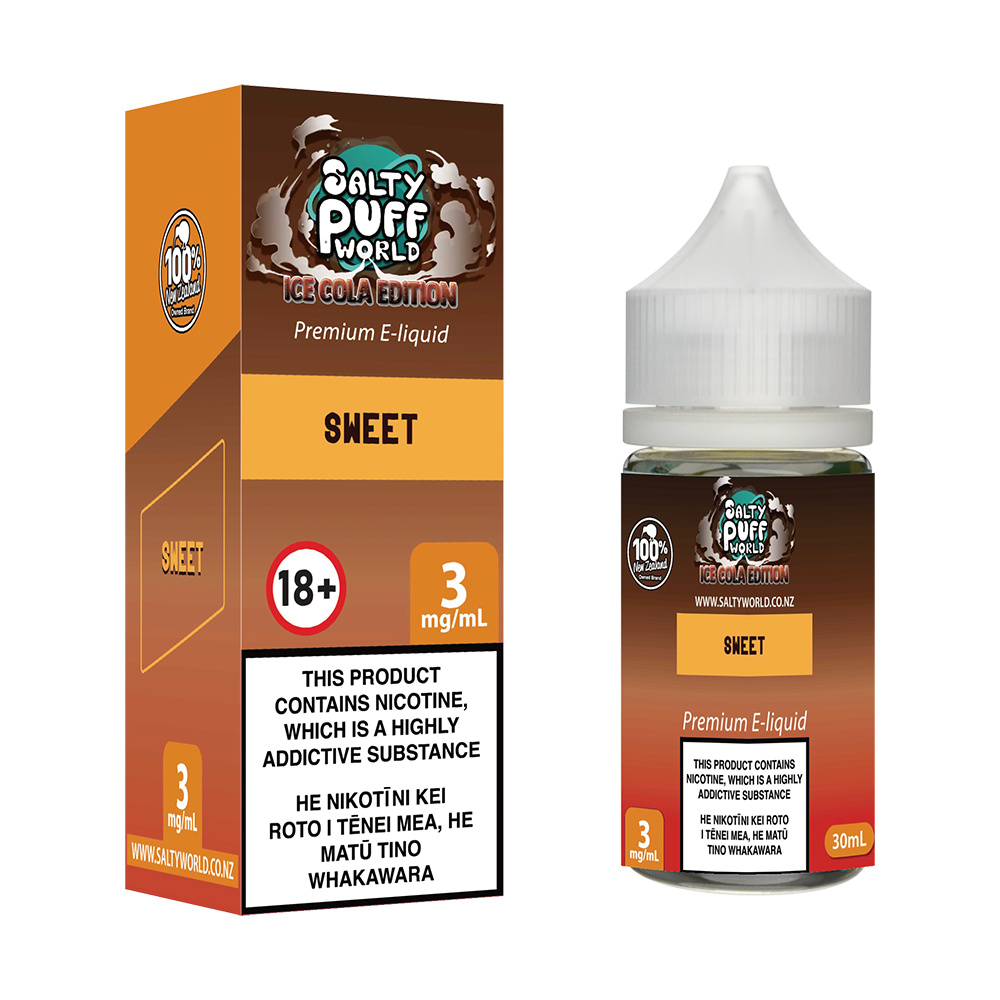 100%
New Zealand
Owned Brand
SWEET
3
mg/mL
WWW.SALTYWORLD.CO.NZ
SALTY
PUFF
WORLD
ICE COLA EDITION
Premium E-liquid
SWEET
18+
3
mg/mL
THIS PRODUCT
CONTAINS NICOTINE,
WHICH IS A HIGHLY
ADDICTIVE SUBSTANCE
HE NIKOTĪNI KEI
ROTO I TĒNEI MEA, HE
MATŪ TINO
WHAKAWARA
SALTY
PUFF
WORLD
ICE COLA EDITION
100%
New Zealand
Owned Brand
WWW.SALTYWORLD.CO.NZ
SWEET
Premium E-liquid
THIS PRODUCT CONTAINS
NICOTINE, WHICH IS A HIGHLY
ADDICTIVE SUBSTANCE
HE NIKOTĪNI KEI ROTO
I TĒNEI MEA, HE MATŪ
TINO WHAKAWARA
3
mg/mL
30mL